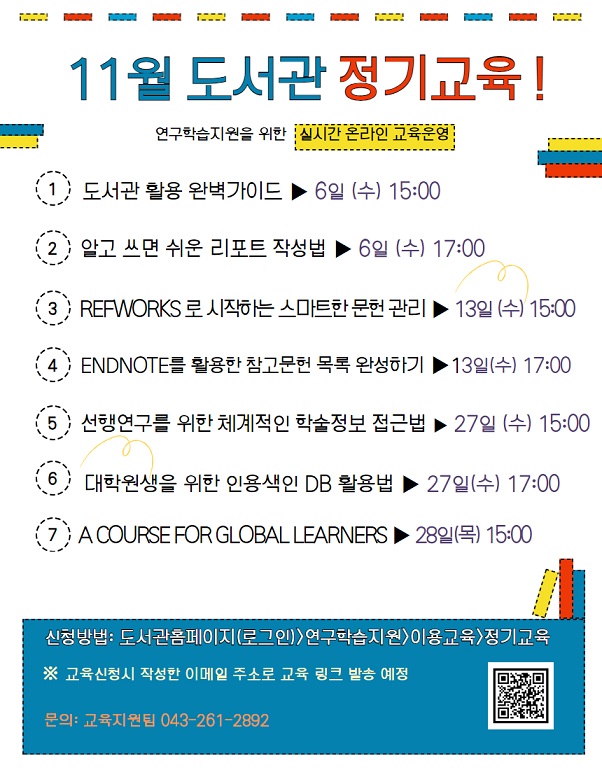 11월 도서관 정기교육!
연구학습지원을 위한 실시간 온라인 교육운영
1 도서관 활용 완벽가이드 ▶ 6일 (수) 15:00
2 알고 쓰면 쉬운 리포트 작성법 ▶ 6일 (수) 17:00
3 REFWORKS 로 시작하는 스마트한 문헌 관리 ▶ 13일 (수) 15:00
4 ENDNOTE를 활용한 참고문헌 목록 완성하기 ▶13일(수) 17:00
5 선행연구를 위한 체계적인 학술정보 접근법 ▶ 27일 (수) 15:00
6 대학원생을 위한 인용색인 DB 활용법 ▶ 27일(수) 17:00
7 A COURSE FOR GLOBAL LEARNERS ▶ 28일(목) 15:00
신청방법: 도서관홈페이지(로그인)>연구학습지원>이용교육>정기교육
※ 교육신청시 작성한 이메일 주소로 교육 링크 발송 예정
문의: 교육지원팀 043-261-2892